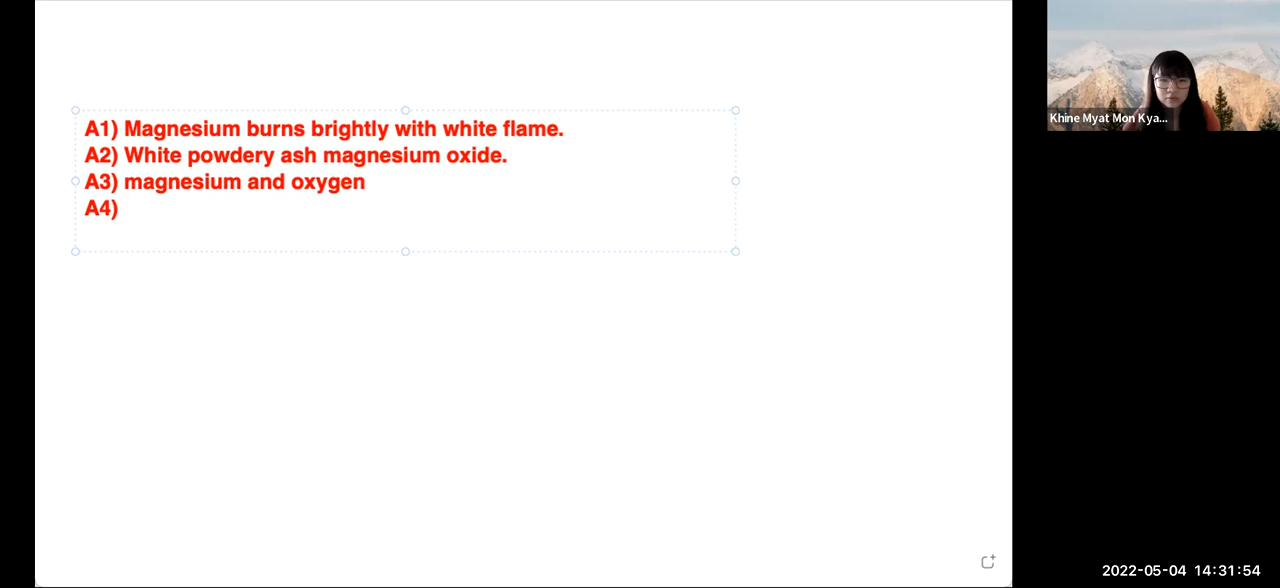 A1) Magnesium burns brightly with white flame.
A2) White powdery ash magnesium oxide.
A3) magnesium and oxygen
A4)
Khine Myat Mon Kya...
2022-05-04 14:31:54